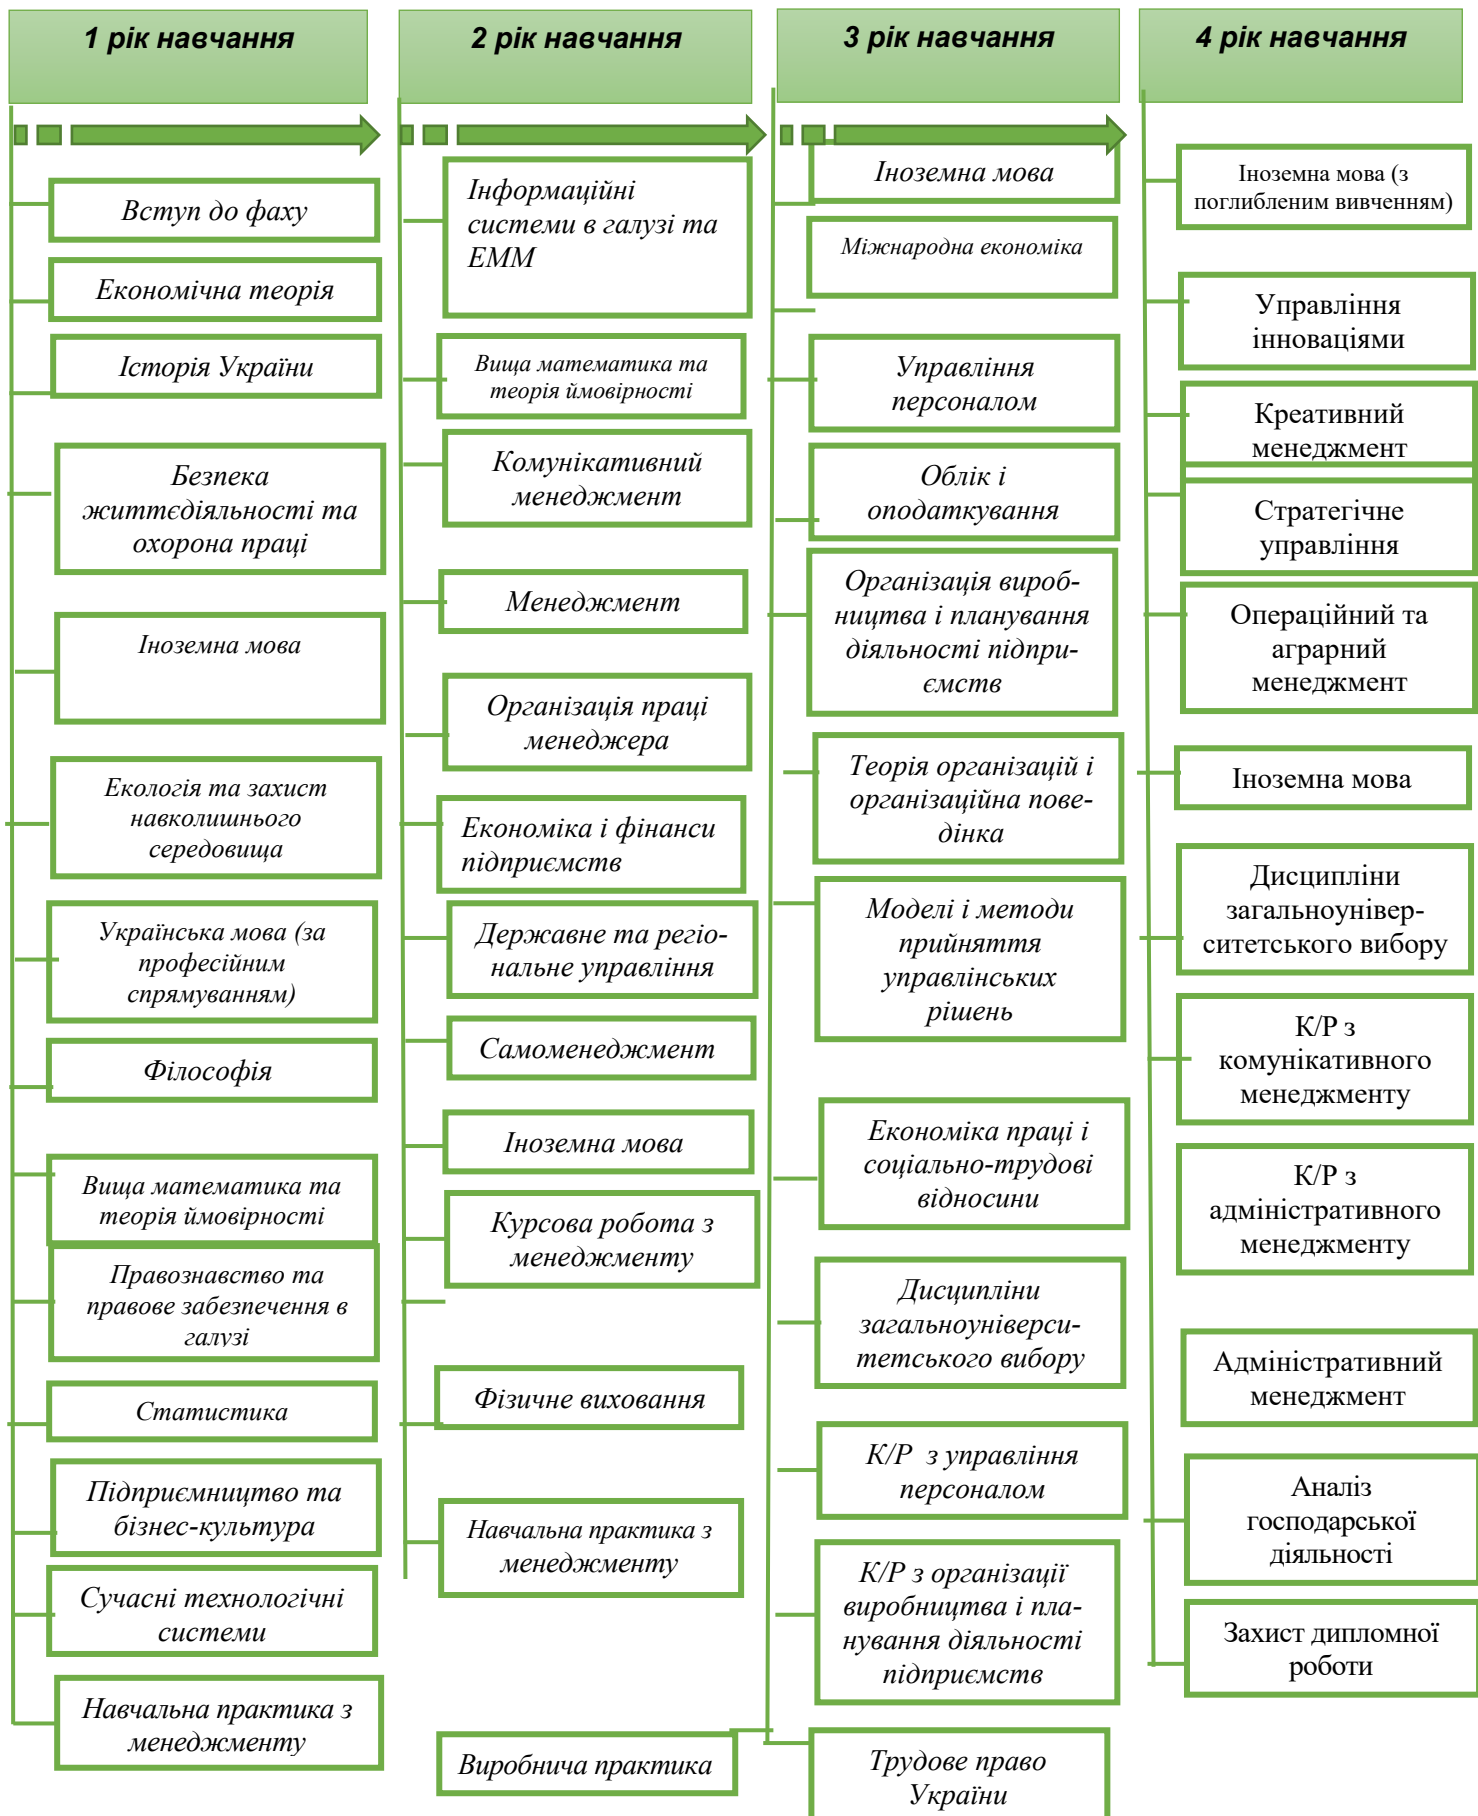 1 рік навчання
Вступ до фаху
Економічна теорія
Історія України
Безпека
життєдіяльності та
охорона праці
Іноземна мова
Екологія та захист
навколишнього
середовища
Українська мова (за
професійним
спрямуванням)
Філософія
Вища математика та
теорія ймовірності
Правознавство та
правове забезпечення в
галузі
Статистика
Підприємництво та
бізнес-культура
Сучасні технологічні
системи
Навчальна практика з
менеджменту
2 рік навчання
Інформаційні
системи в галузі та
ЕММ
Вища математика та
теорія ймовірності
Комунікативний
менеджмент
Менеджмент
Організація праці
менеджера
Економіка і фінанси
підприємств
Державне та регіо-
нальне управління
Самоменеджмент
Іноземна мова
Курсова робота з
менеджменту
Фізичне виховання
Навчальна практика з
менеджменту
Виробнича практика
3 рік навчання
Іноземна мова
Міжнародна економіка
Управління
персоналом
Облік і
оподаткування
Організація вироб-
ництва і планування
діяльності підпри-
ємств
Теорія організацій і
організаційна пове-
дінка
Моделі і методи
прийняття
управлінських
рішень
Економіка праці і
соціально-трудові
відносини
Дисципліни
загальноуніверси-
тетського вибору
К/Р з управління
персоналом
К/Р з організації
виробництва і пла-
нування діяльності
підприємств
Трудове право
України
4 рік навчання
Іноземна мова (з
поглибленим вивченням)
Управління
інноваціями
Креативний
менеджмент
Стратегічне
управління
Операційний та
аграрний
менеджмент
Іноземна мова
Дисципліни
загальноунівер-
ситетського вибору
К/Р з
комунікативного
менеджменту
К/Р з
адміністративного
менеджменту
Адміністративний
менеджмент
Аналіз
господарської
діяльності
Захист дипломної
роботи